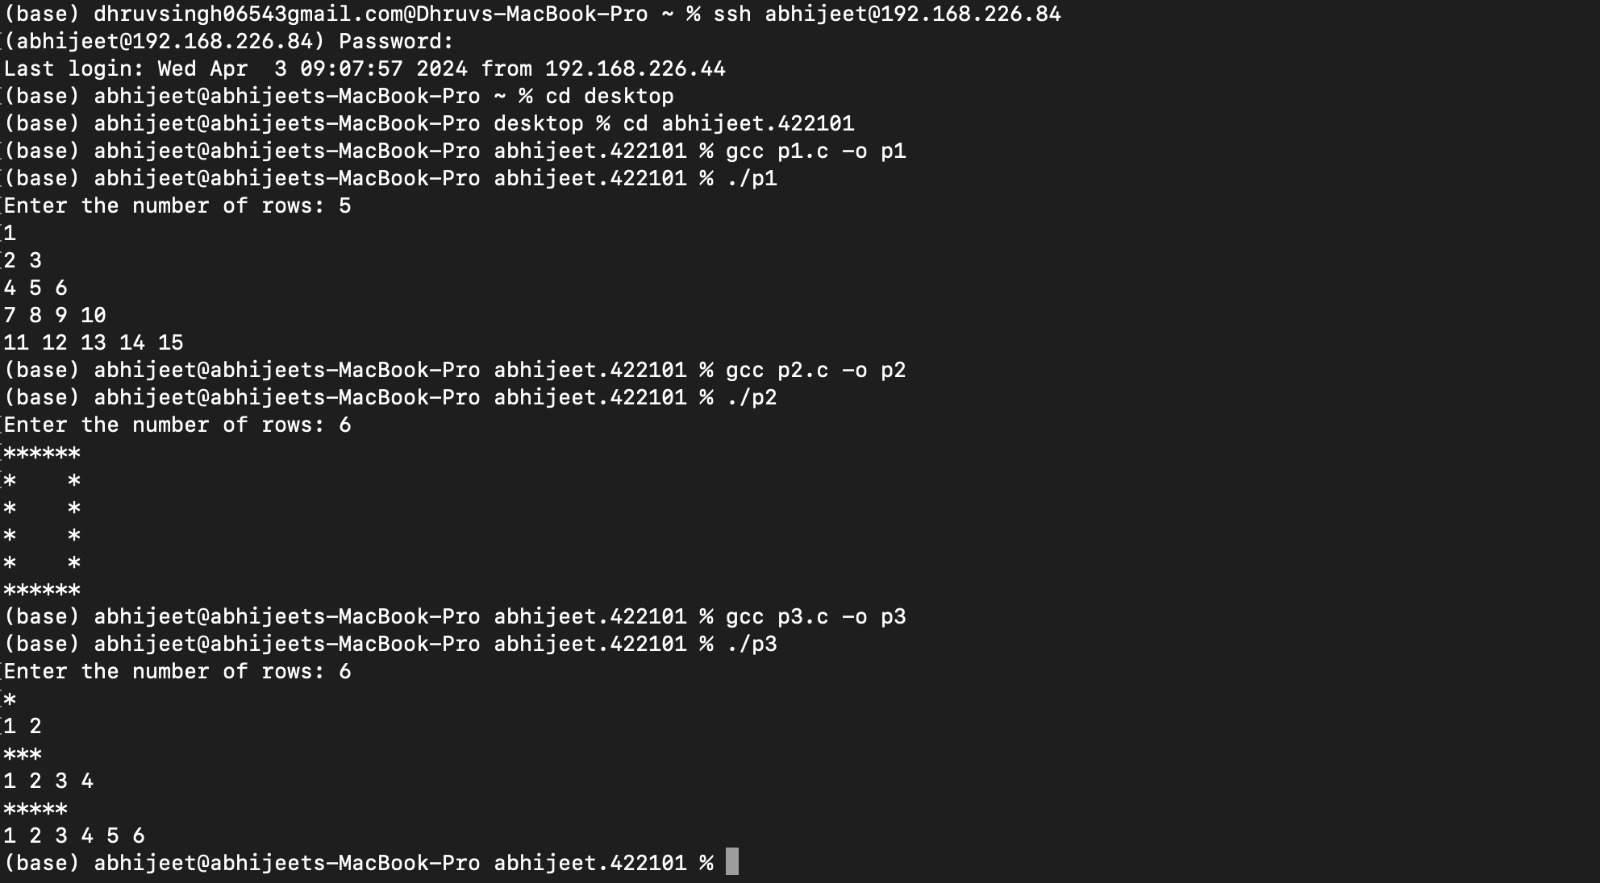 (base) dhruvsingh06543gmail.com@Dhruvs-MacBook-Pro ~ % ssh abhijeet@192.168.226.84
(abhijeet@192.168.226.84) Password:
Last login: Wed Apr  3 09:07:57 2024 from 192.168.226.44
(base) abhijeet@abhijeets-MacBook-Pro ~ % cd desktop
(base) abhijeet@abhijeets-MacBook-Pro desktop % cd abhijeet.422101
(base) abhijeet@abhijeets-MacBook-Pro abhijeet.422101 % gcc p1.c -o p1
(base) abhijeet@abhijeets-MacBook-Pro abhijeet.422101 % ./p1
Enter the number of rows: 5
1
2 3
4 5 6
7 8 9 10
11 12 13 14 15
(base) abhijeet@abhijeets-MacBook-Pro abhijeet.422101 % gcc p2.c -o p2
(base) abhijeet@abhijeets-MacBook-Pro abhijeet.422101 % ./p2
Enter the number of rows: 6
******
*    *
*    *
*    *
*    *
******
(base) abhijeet@abhijeets-MacBook-Pro abhijeet.422101 % gcc p3.c -o p3
(base) abhijeet@abhijeets-MacBook-Pro abhijeet.422101 % ./p3
Enter the number of rows: 6
*
1 2
***
1 2 3 4
*****
1 2 3 4 5 6
(base) abhijeet@abhijeets-MacBook-Pro abhijeet.422101 %